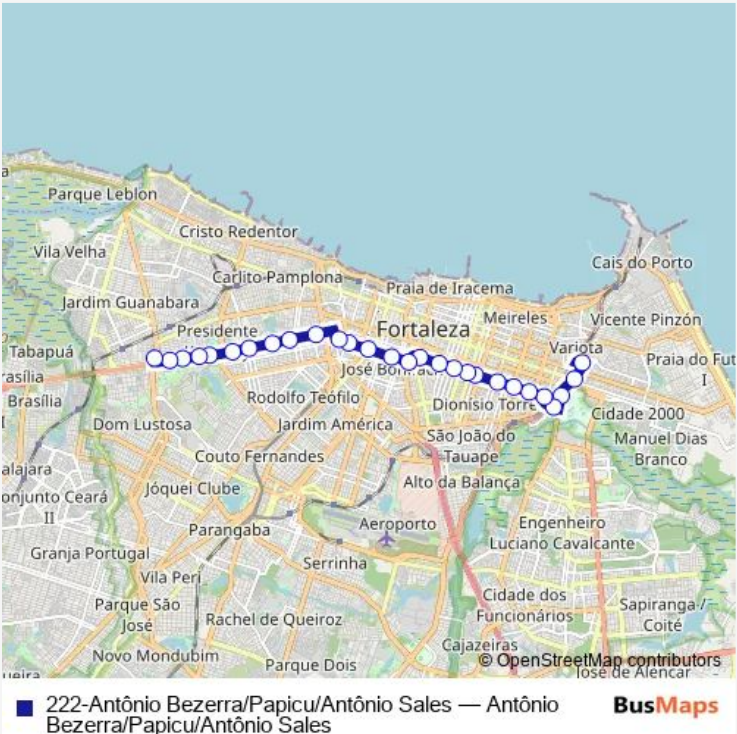 a
Parque Leblon
Cristo Redentor
Vila Velha
Cais do Porto
Carlito Pamplona
Praia de Iracema
Jardim Guanabara
Meireles
Vicente Pinzón
Presidente
Fortaleza
Tabapuá
Variota
Praia do Fut
I
rasília
José Bonifac
Brasília
Rodolfo Teófilo
Dionísio Torre
Cidade 2000
Dom Lustosa
Jardim América
São João do
Tauape
Manuel Dias
Branco
Couto Fernandes
alajara
Alto da Balança
onjunto Ceará
II
Jóquei Clube
Parangaba
Aeroporto
Engenheiro
Luciano Cavalcante
Granja Portugal
Serrinha
Vila Peri
Cidade dos
Funcionários
Parque São
José
Sapiranga /
Coité
Rachel de Queiroz
Cajazeiras
Novo Mondubim
Parque Dois
© OpenStreetMap contributors
José de Alencar
ueira
222-Antônio Bezerra/Papicu/Antônio Sales — Antônio
Bezerra/Papicu/Antônio Sales
BusMaps